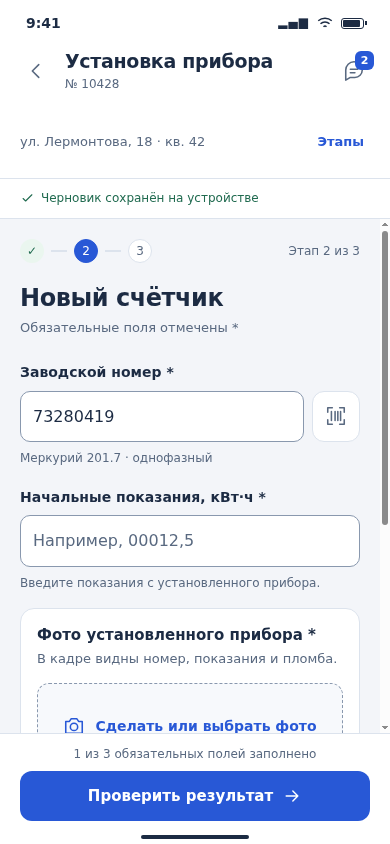 9:41
Установка прибора
№ 10428
2
ул. Лермонтова, 18 · кв. 42
Этапы
Черновик сохранён на устройстве
✓ 2 3
Этап 2 из 3
Новый счётчик
Обязательные поля отмечены *
Заводской номер *
73280419
Меркурий 201.7 · однофазный
Начальные показания, кВт·ч *
Например, 00012,5
Введите показания с установленного прибора.
Фото установленного прибора *
В кадре видны номер, показания и пломба.
Сделать или выбрать фото
1 из 3 обязательных полей заполнено
Проверить результат →